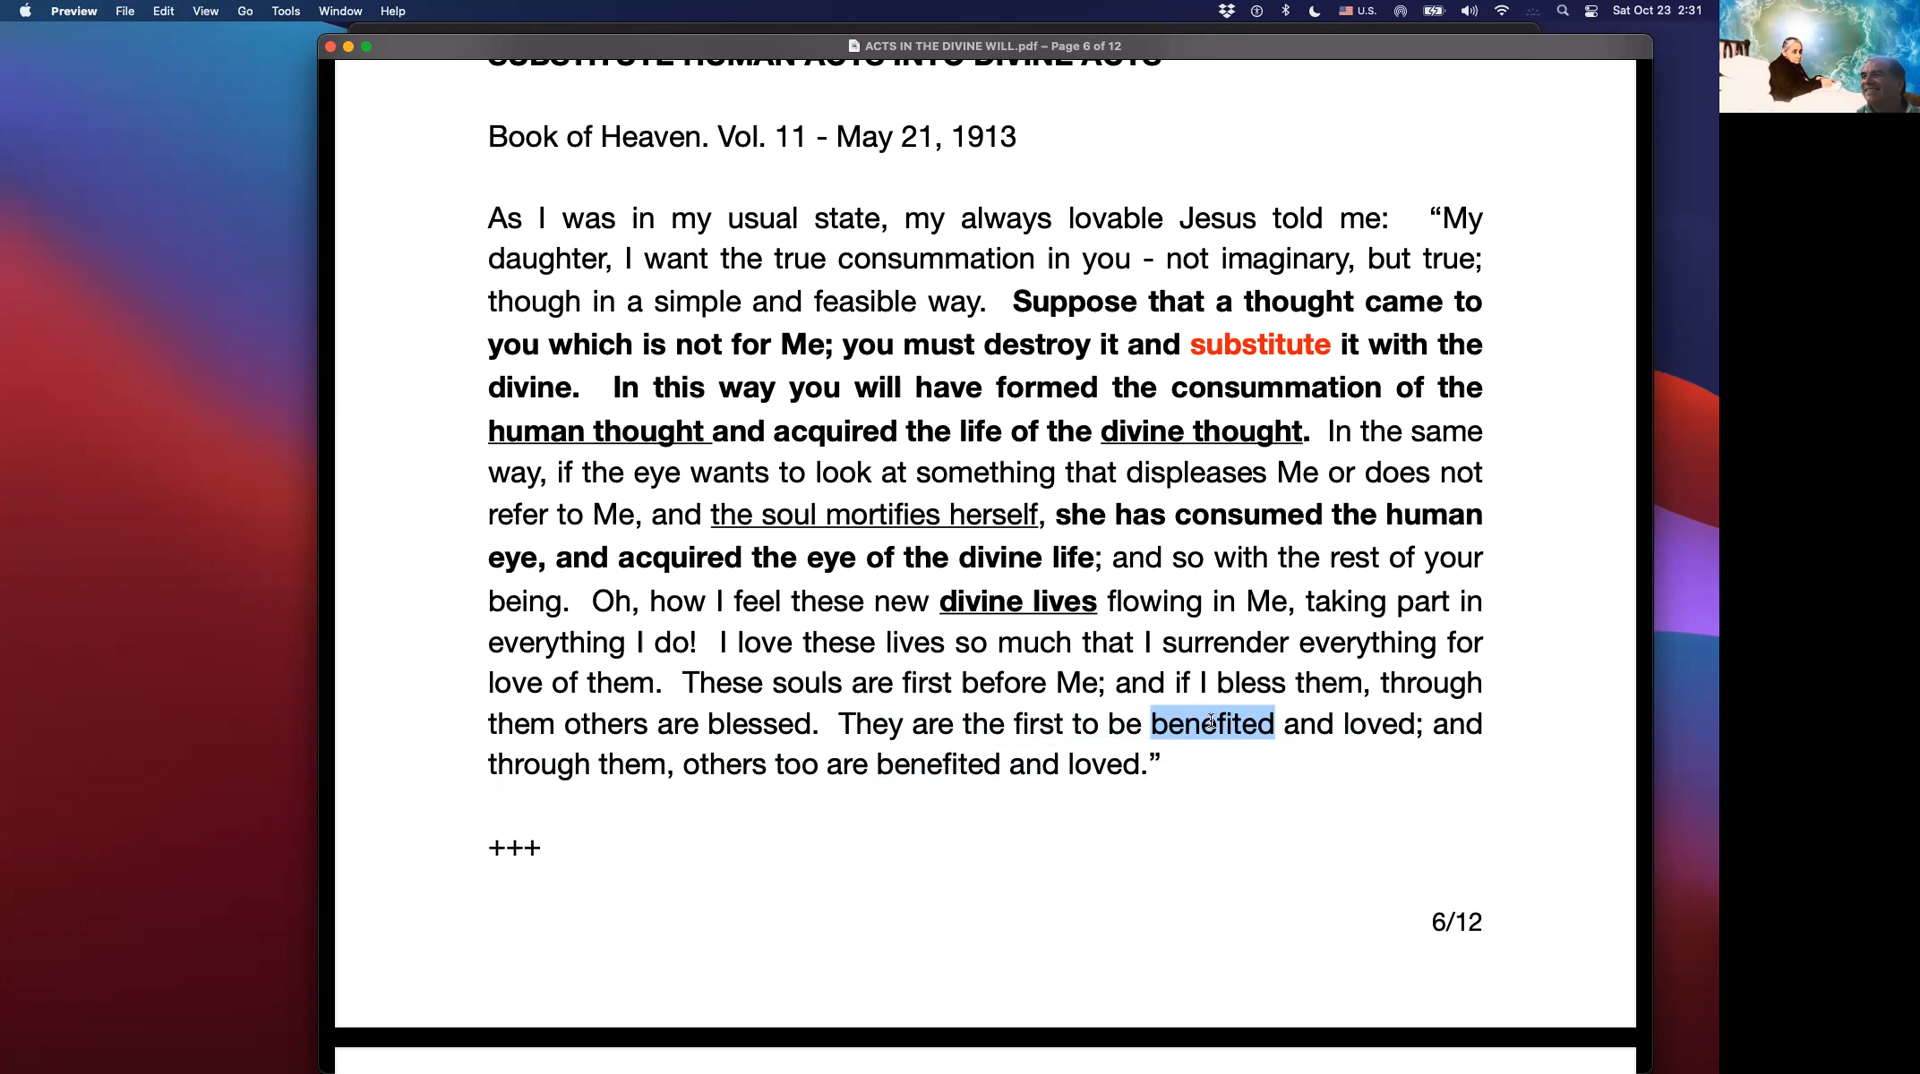 Preview File Edit View Go Tools Window Help U.S. Sat Oct 23 2:31
ACTS IN THE DIVINE WILL.pdf – Page 6 of 12
SUBSTITUTE HUMAN ACTS INTO DIVINE ACTS
Book of Heaven. Vol. 11 - May 21, 1913
As I was in my usual state, my always lovable Jesus told me: “My
daughter, I want the true consummation in you - not imaginary, but true;
though in a simple and feasible way. Suppose that a thought came to
you which is not for Me; you must destroy it and substitute it with the
divine. In this way you will have formed the consummation of the
human thought and acquired the life of the divine thought. In the same
way, if the eye wants to look at something that displeases Me or does not
refer to Me, and the soul mortifies herself, she has consumed the human
eye, and acquired the eye of the divine life; and so with the rest of your
being. Oh, how I feel these new divine lives flowing in Me, taking part in
everything I do! I love these lives so much that I surrender everything for
love of them. These souls are first before Me; and if I bless them, through
them others are blessed. They are the first to be benefited and loved; and
through them, others too are benefited and loved.”
+++
6/12